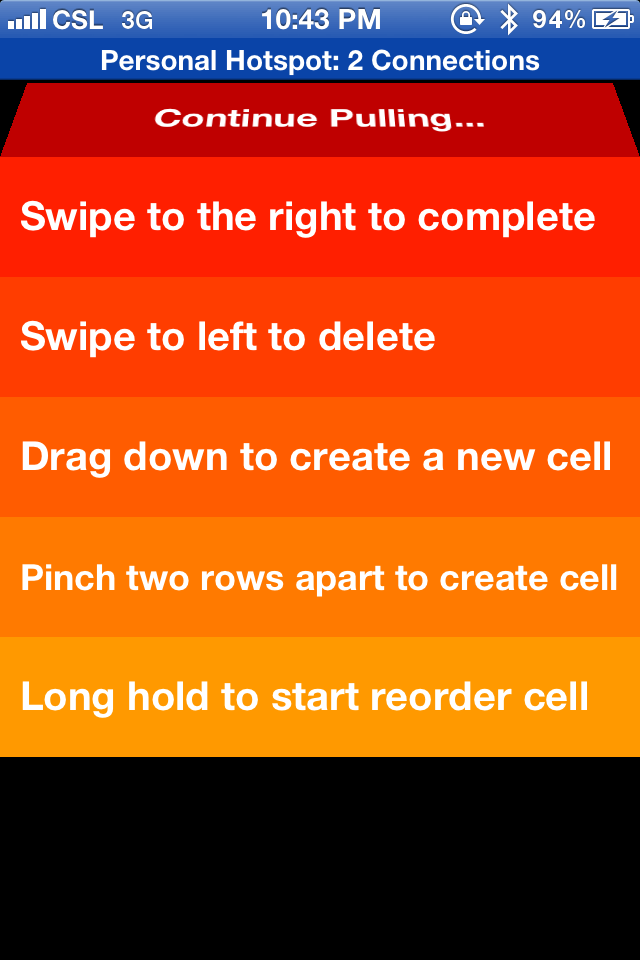 CSL 3G 10:43 PM 94%
Personal Hotspot: 2 Connections
Continue Pulling...
Swipe to the right to complete
Swipe to left to delete
Drag down to create a new cell
Pinch two rows apart to create cell
Long hold to start reorder cell